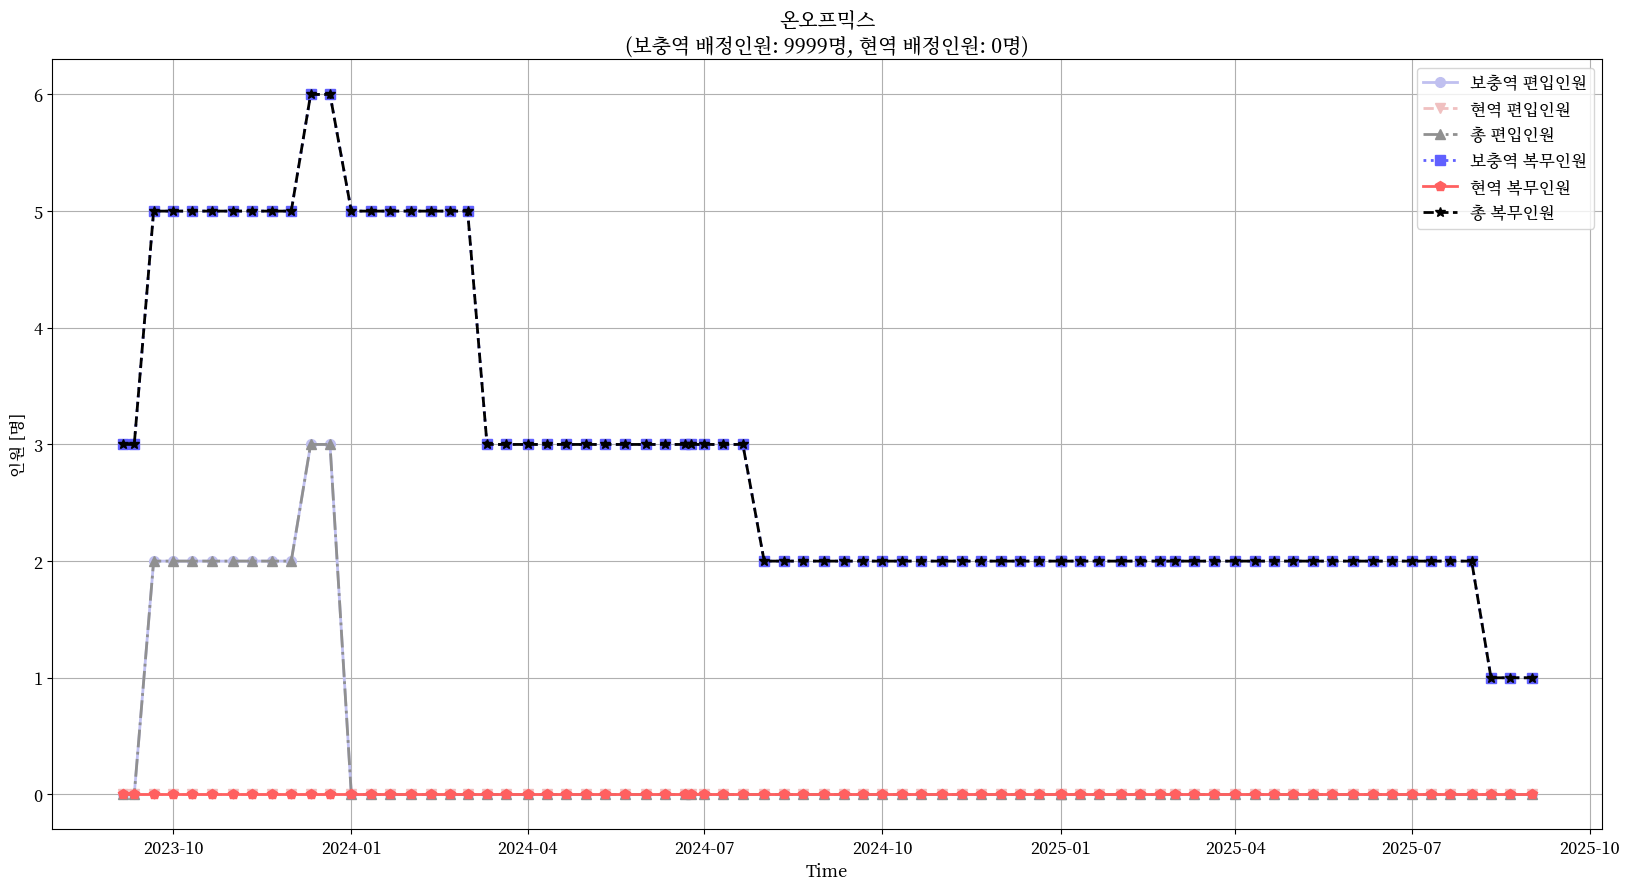 온오프믹스
(보충역 배정인원: 9999명, 현역 배정인원: 0명)
보충역 편입인원
현역 편입인원
총 편입인원
보충역 복무인원
현역 복무인원
총 복무인원
인원 [명]
6
5
4
3
2
1
0
2023-10
2024-01
2024-04
2024-07
2024-10
2025-01
2025-04
2025-07
2025-10
Time